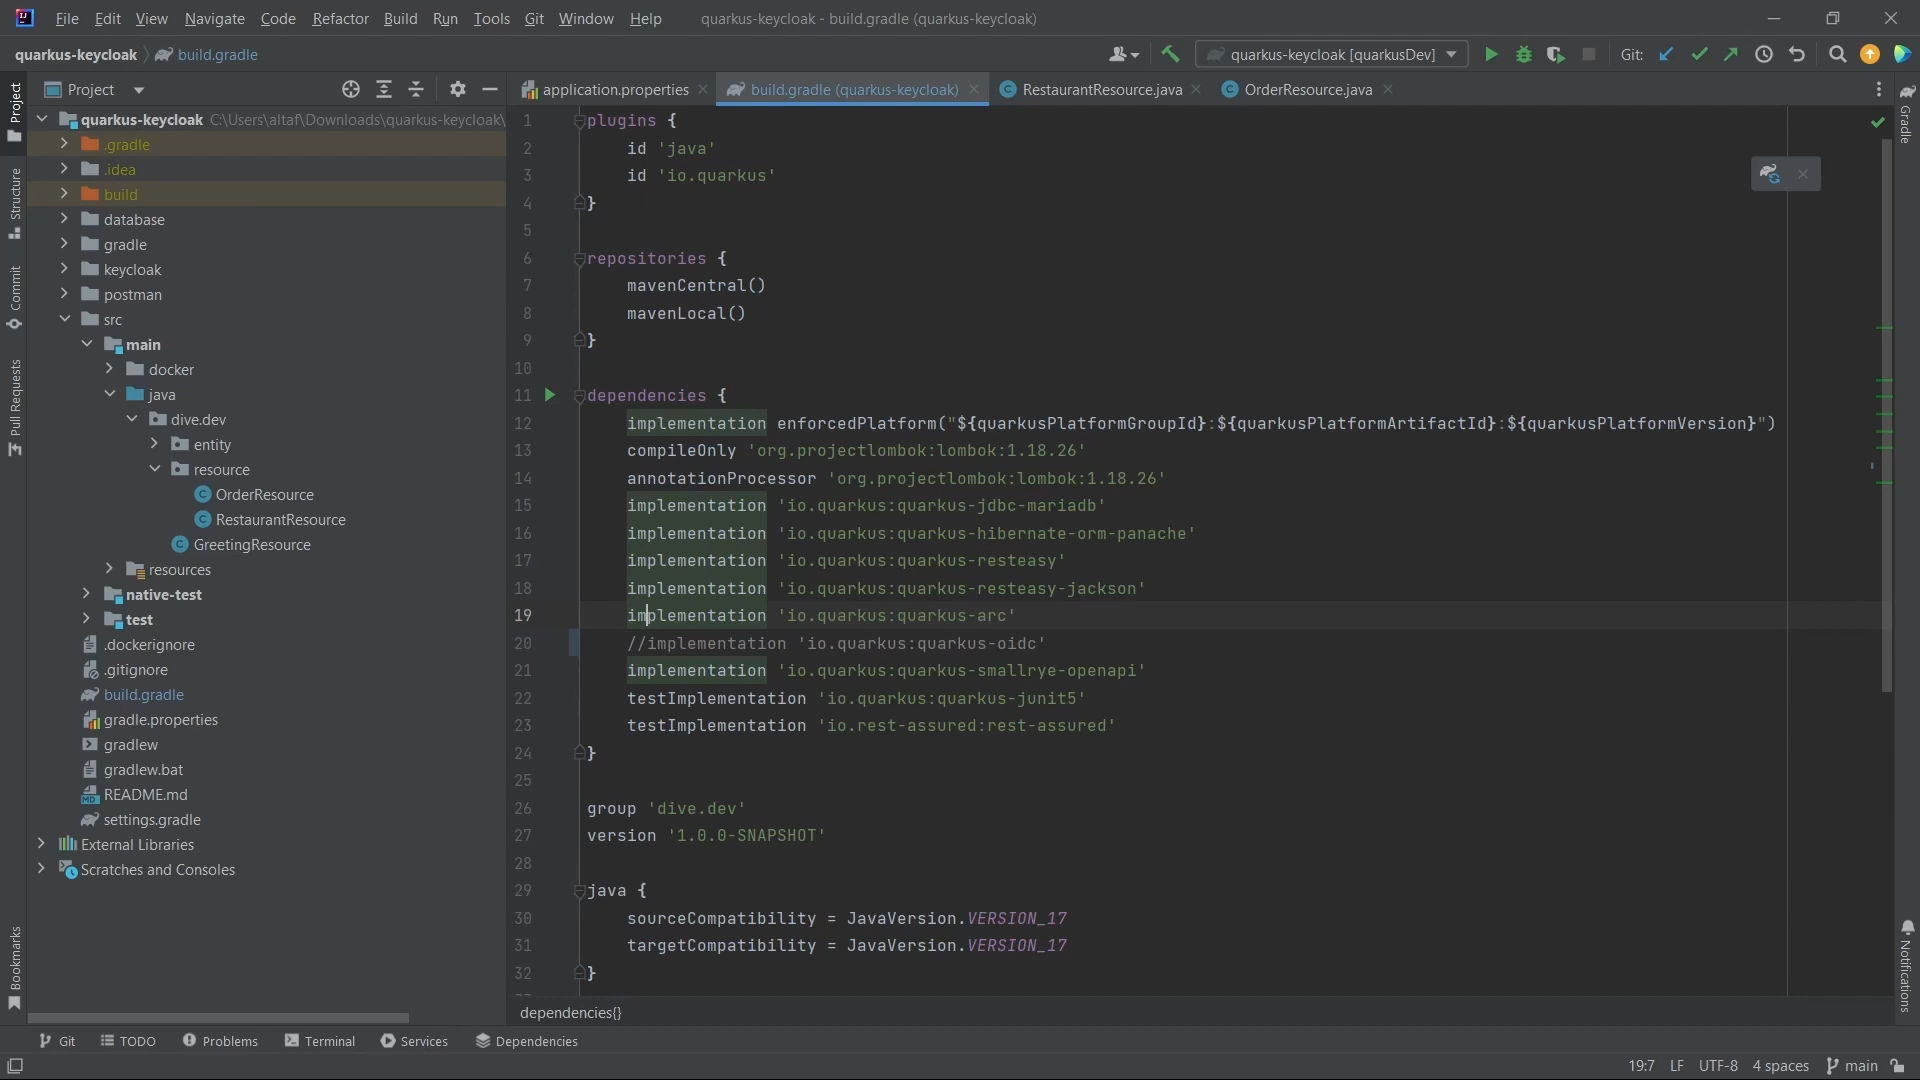 File Edit View Navigate Code Refactor Build Run Tools Git Window Help quarkus-keycloak - build.gradle (quarkus-keycloak)
quarkus-keycloak build.gradle quarkus-keycloak [quarkusDev] Git:
Project
application.properties build.gradle (quarkus-keycloak) RestaurantResource.java OrderResource.java
Project
Structure
Commit
Pull Requests
Bookmarks
quarkus-keycloak C:\Users\altaf\Downloads\quarkus-keycloak\
.gradle
.idea
build
database
gradle
keycloak
postman
src
main
docker
java
dive.dev
entity
resource
OrderResource
RestaurantResource
GreetingResource
resources
native-test
test
.dockerignore
.gitignore
build.gradle
gradle.properties
gradlew
gradlew.bat
README.md
settings.gradle
External Libraries
Scratches and Consoles
1 plugins {
2 id 'java'
3 id 'io.quarkus'
4 }
5
6 repositories {
7 mavenCentral()
8 mavenLocal()
9 }
10
11 dependencies {
12 implementation enforcedPlatform("${quarkusPlatformGroupId}:${quarkusPlatformArtifactId}:${quarkusPlatformVersion}")
13 compileOnly 'org.projectlombok:lombok:1.18.26'
14 annotationProcessor 'org.projectlombok:lombok:1.18.26'
15 implementation 'io.quarkus:quarkus-jdbc-mariadb'
16 implementation 'io.quarkus:quarkus-hibernate-orm-panache'
17 implementation 'io.quarkus:quarkus-resteasy'
18 implementation 'io.quarkus:quarkus-resteasy-jackson'
19 implementation 'io.quarkus:quarkus-arc'
20 //implementation 'io.quarkus:quarkus-oidc'
21 implementation 'io.quarkus:quarkus-smallrye-openapi'
22 testImplementation 'io.quarkus:quarkus-junit5'
23 testImplementation 'io.rest-assured:rest-assured'
24 }
25
26 group 'dive.dev'
27 version '1.0.0-SNAPSHOT'
28
29 java {
30 sourceCompatibility = JavaVersion.VERSION_17
31 targetCompatibility = JavaVersion.VERSION_17
32 }
dependencies{}
Gradle
Notifications
Git TODO Problems Terminal Services Dependencies
19:7 LF UTF-8 4 spaces main